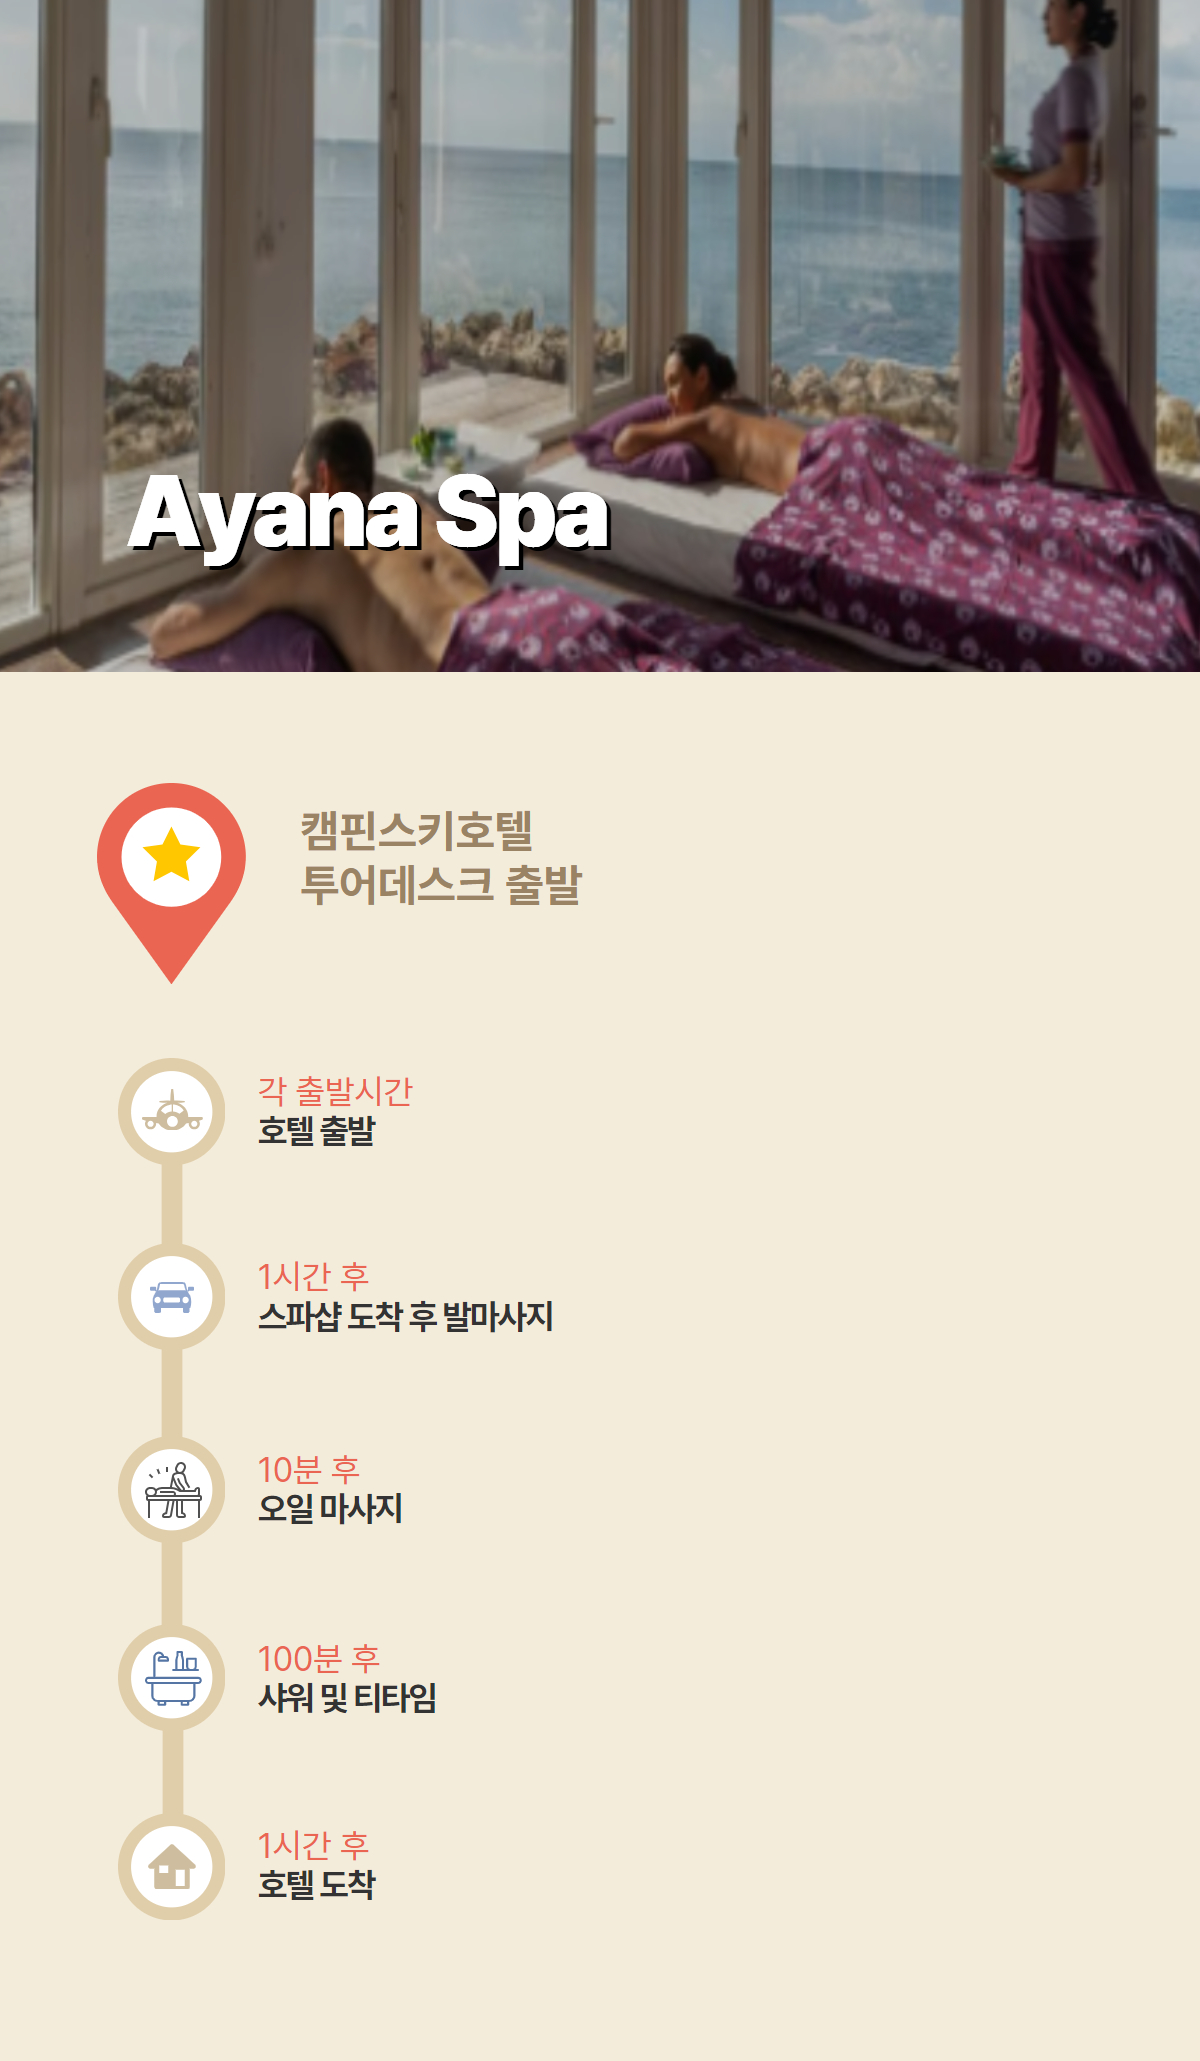 Ayana Spa
캠핀스키호텔
투어데스크 출발
각 출발시간
호텔 출발
1시간 후
스파샵 도착 후 발마사지
10분 후
오일 마사지
100분 후
샤워 및 티타임
1시간 후
호텔 도착